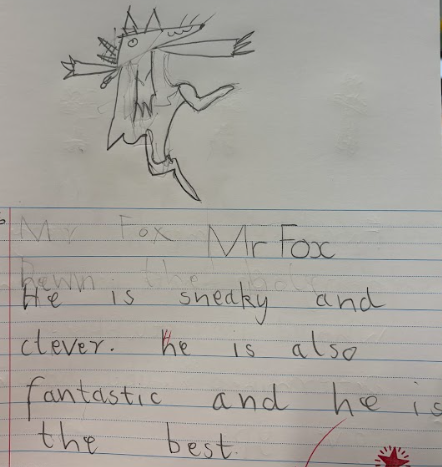 Mr Fox Mr Fox
He is sneaky and
clever. he is also
fantastic and he is
the best.